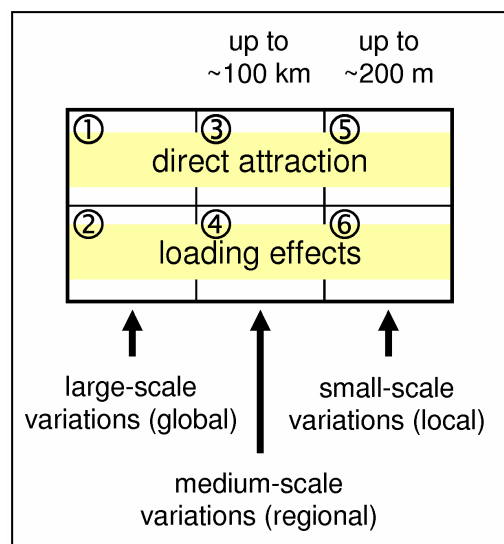 up to up to
~100 km ~200 m
① ③ ⑤
direct attraction
② ④ ⑥
loading effects
large-scale
variations (global)
small-scale
variations (local)
medium-scale
variations (regional)